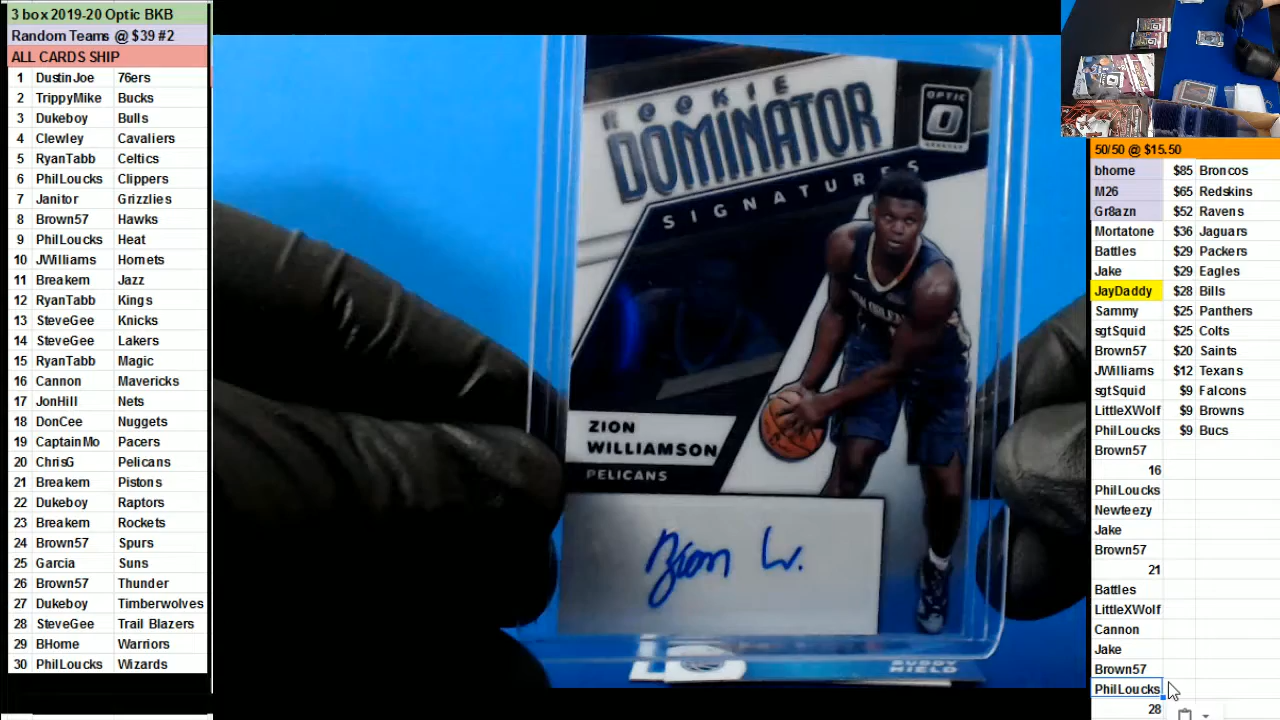 3 box 2019-20 Optic BKB
Random Teams @ $39 #2
ALL CARDS SHIP
1 DustinJoe 76ers
2 TrippyMike Bucks
3 Dukeboy Bulls
4 Clewley Cavaliers
5 RyanTabb Celtics
6 PhilLoucks Clippers
7 Janitor Grizzlies
8 Brown57 Hawks
9 PhilLoucks Heat
10 JWilliams Hornets
11 Breakem Jazz
12 RyanTabb Kings
13 SteveGee Knicks
14 SteveGee Lakers
15 RyanTabb Magic
16 Cannon Mavericks
17 JonHill Nets
18 DonCee Nuggets
19 CaptainMo Pacers
20 ChrisG Pelicans
21 Breakem Pistons
22 Dukeboy Raptors
23 Breakem Rockets
24 Brown57 Spurs
25 Garcia Suns
26 Brown57 Thunder
27 Dukeboy Timberwolves
28 SteveGee Trail Blazers
29 BHome Warriors
30 PhilLoucks Wizards
ROOKIE
DOMINATOR
SIGNATURES
OPTIC
ZION
WILLIAMSON
PELICANS
Zion W.
BUDDY
HIELD
50/50 @ $15.50
bhome $85 Broncos
M26 $65 Redskins
Gr8azn $52 Ravens
Mortatone $36 Jaguars
Battles $29 Packers
Jake $29 Eagles
JayDaddy $28 Bills
Sammy $25 Panthers
sgtSquid $25 Colts
Brown57 $20 Saints
JWilliams $12 Texans
sgtSquid $9 Falcons
LittleXWolf $9 Browns
PhilLoucks $9 Bucs
Brown57
16
PhilLoucks
Newteezy
Jake
Brown57
21
Battles
LittleXWolf
Cannon
Jake
Brown57
PhilLoucks
28